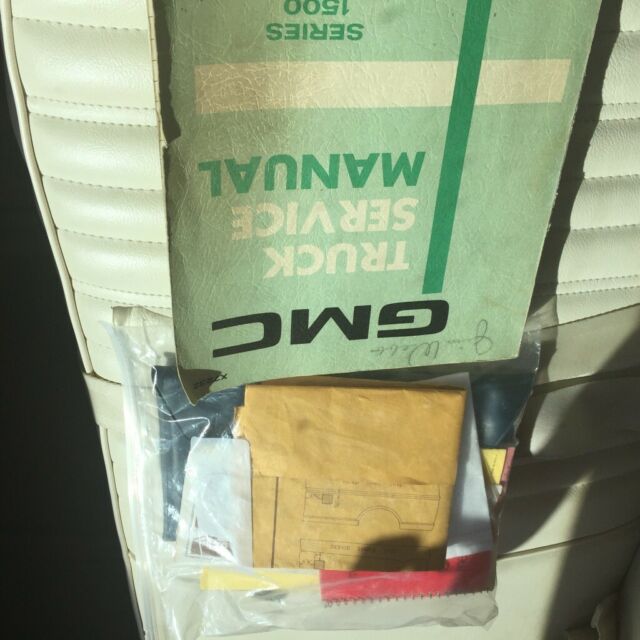 GMC
TRUCK
SERVICE
MANUAL
SERIES
1500